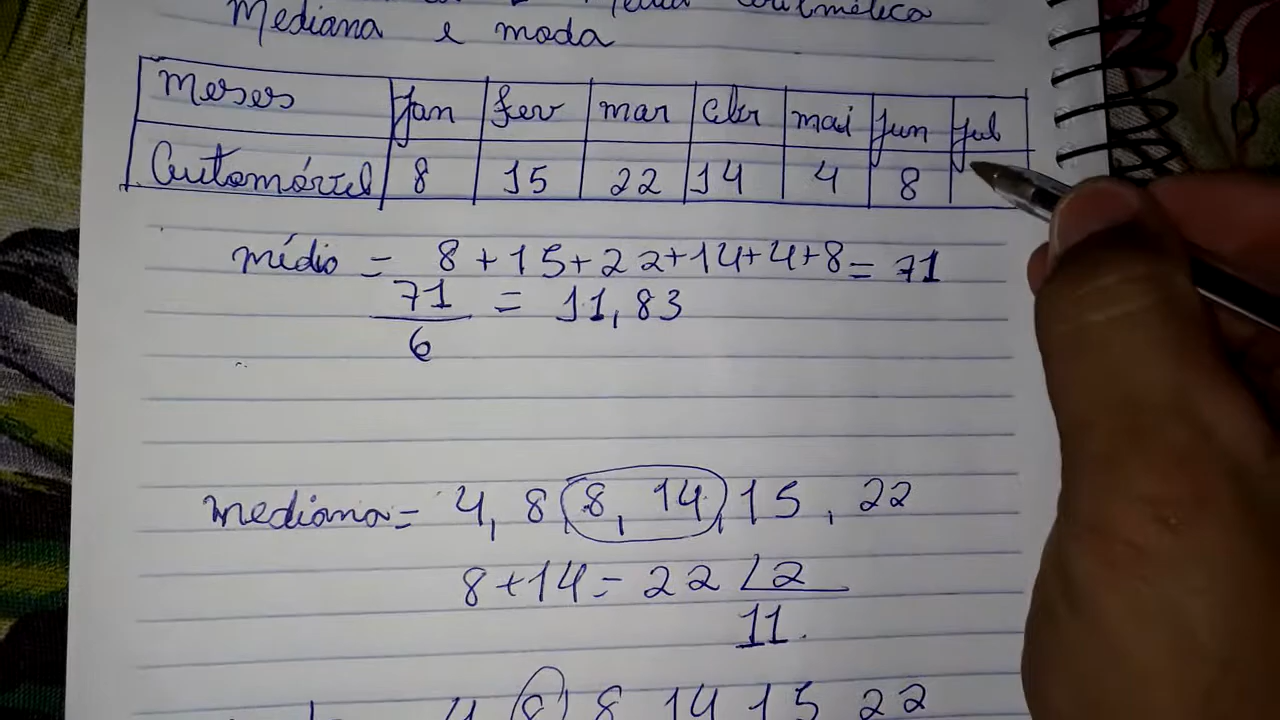 aritmética
Mediana e moda
Meses Jan fev mar abr mai jun jul
Automóvel 8 15 22 14 4 8
médio = 8+15+22+14+4+8= 71
71/6 = 11,83
mediana= 4, 8, 8, 14, 15, 22
8+14= 22 2
11.
4 8 8 14 15 22